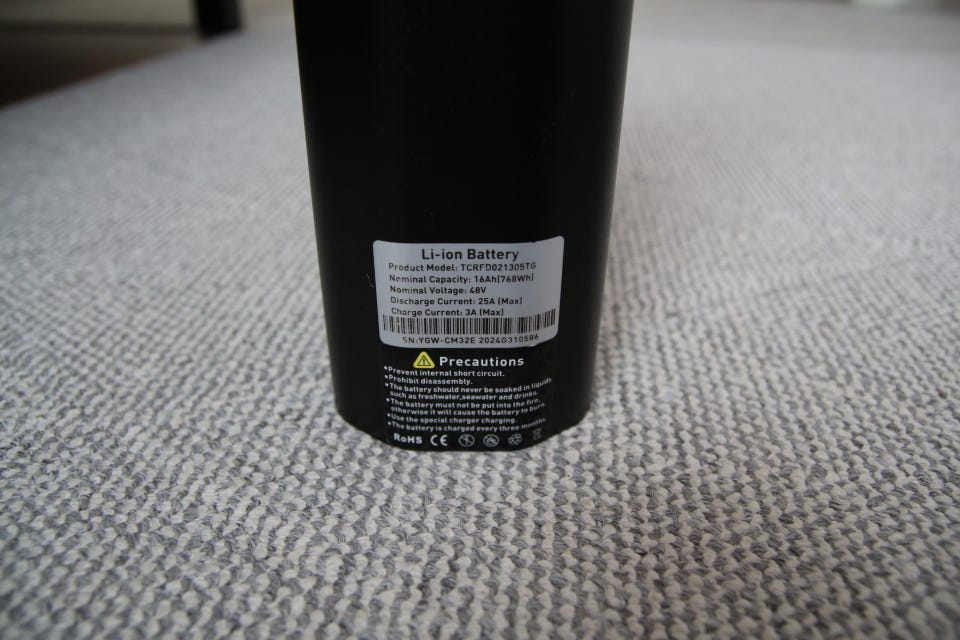 Li-ion Battery
Product Model: TCRFD021305TG
Nominal Capacity: 16Ah(768Wh)
Nominal Voltage: 48V
Discharge Current: 25A (Max)
Charge Current: 3A (Max)
SN:YGW-CM32E 2024G310586
Precautions
•Prevent internal short circuit.
•Prohibit disassembly.
•The battery should never be soaked in liquids,
such as freshwater,seawater and drinks.
•The battery must not be put into the fire,
otherwise it will cause the battery to burn.
•Use the special charger charging.
•The battery is charged every three months
RoHS CE